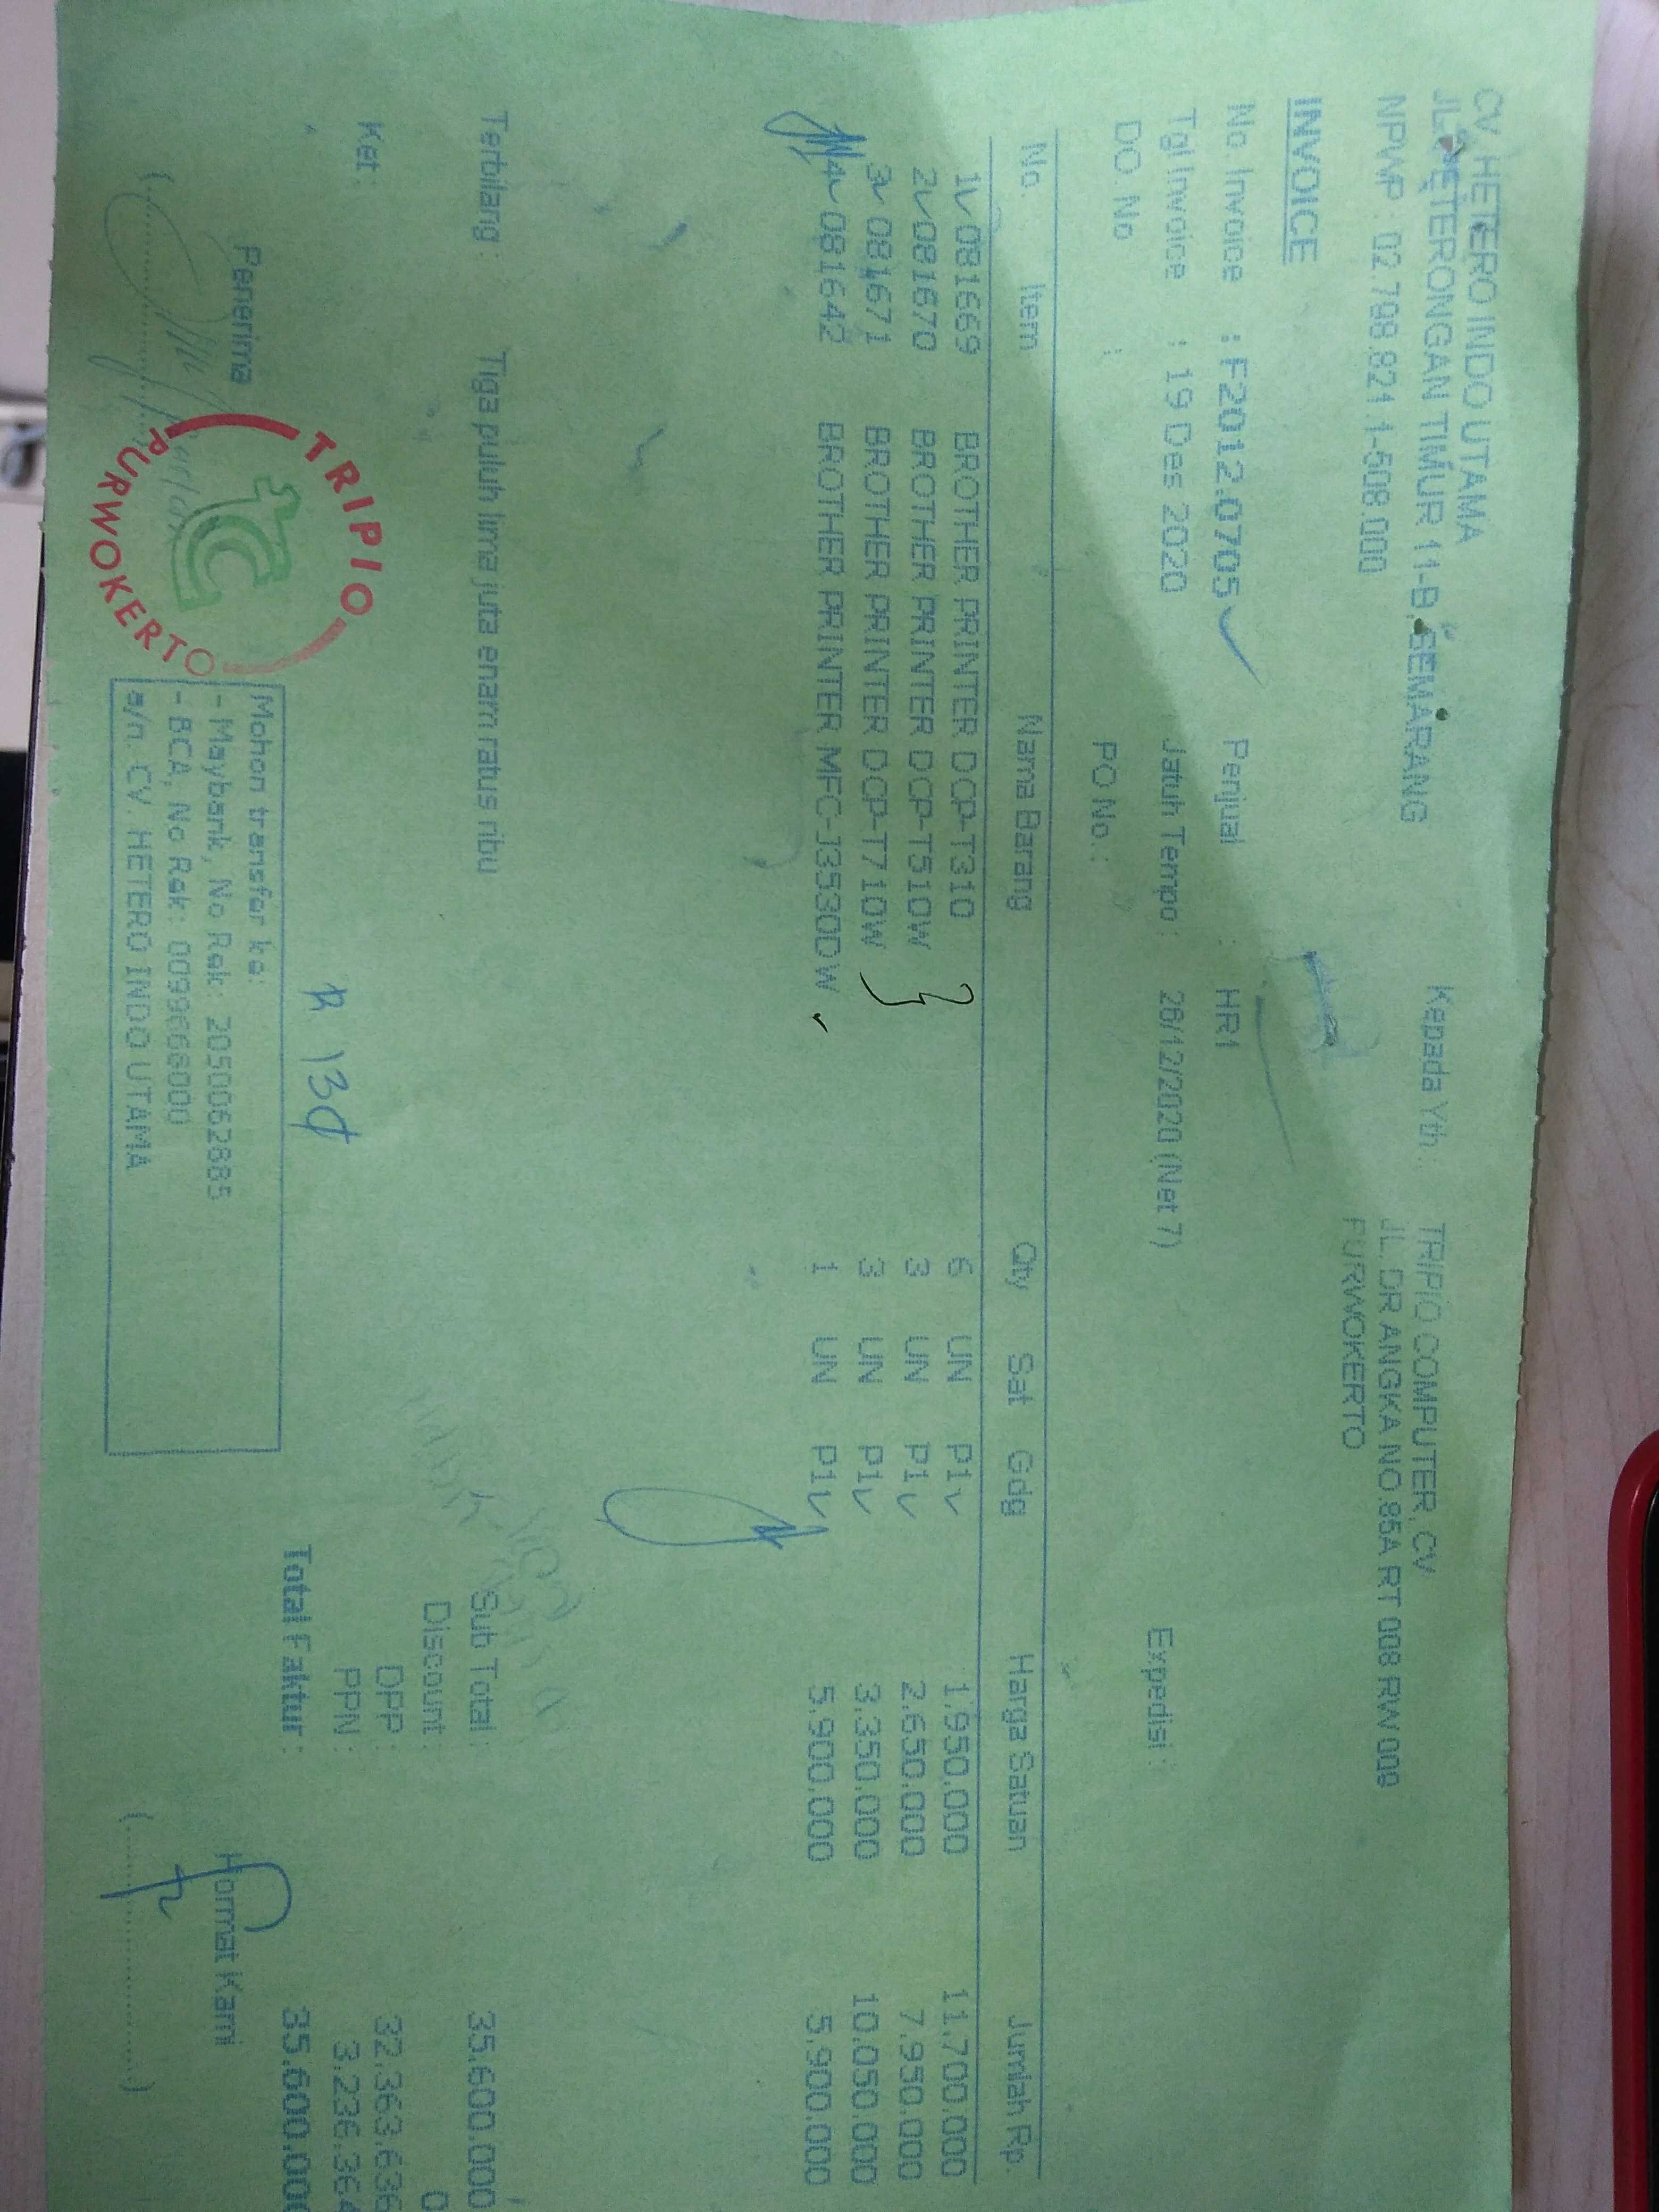 CV. HETERO INDO UTAMA
JL. PETERONGAN TIMUR 11-B, SEMARANG
NPWP : 02.798.821.1-508.000
Kepada Yth : TRIPIO COMPUTER, CV
JL. DR ANGKA NO.85A RT 008 RW 009
PURWOKERTO
INVOICE
No. Invoice : F2012.0705 Penjual : HR1
Tgl Invoice : 19 Des 2020 Jatuh Tempo : 26/12/2020 (Net 7) Expedisi :
DO. No : PO No. :
No. Item Nama Barang Qty Sat Gdg Harga Satuan Jumlah Rp.
1 081669 BROTHER PRINTER DCP-T310 6 UN P1 1.950.000 11.700.000
2 081670 BROTHER PRINTER DCP-T510W 3 UN P1 2.650.000 7.950.000
3 081671 BROTHER PRINTER DCP-T710W 3 UN P1 3.350.000 10.050.000
4 081642 BROTHER PRINTER MFC-J3530DW 1 UN P1 5.900.000 5.900.000
Terbilang : Tiga puluh lima juta enam ratus ribu
Sub Total : 35.600.000
Discount : 0
DPP : 32.363.636
Ket : PPN : 3.236.364
Total Faktur : 35.600.000
Penerima
Hormat Kami
Mohon transfer ke:
- Maybank, No Rek: 2050062885
- BCA, No Rek: 0099666000
a/n. CV. HETERO INDO UTAMA
TRIPIO
PURWOKERTO